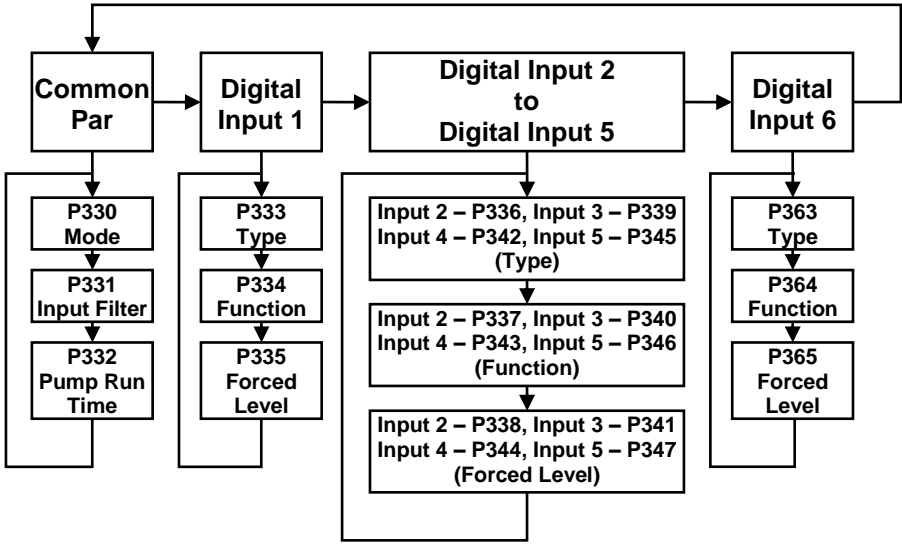 Common
Par
Digital
Input 1
Digital Input 2
to
Digital Input 5
Digital
Input 6
P330
Mode
P331
Input Filter
P332
Pump Run
Time
P333
Type
P334
Function
P335
Forced
Level
Input 2 – P336, Input 3 – P339
Input 4 – P342, Input 5 – P345
(Type)
Input 2 – P337, Input 3 – P340
Input 4 – P343, Input 5 – P346
(Function)
Input 2 – P338, Input 3 – P341
Input 4 – P344, Input 5 – P347
(Forced Level)
P363
Type
P364
Function
P365
Forced
Level